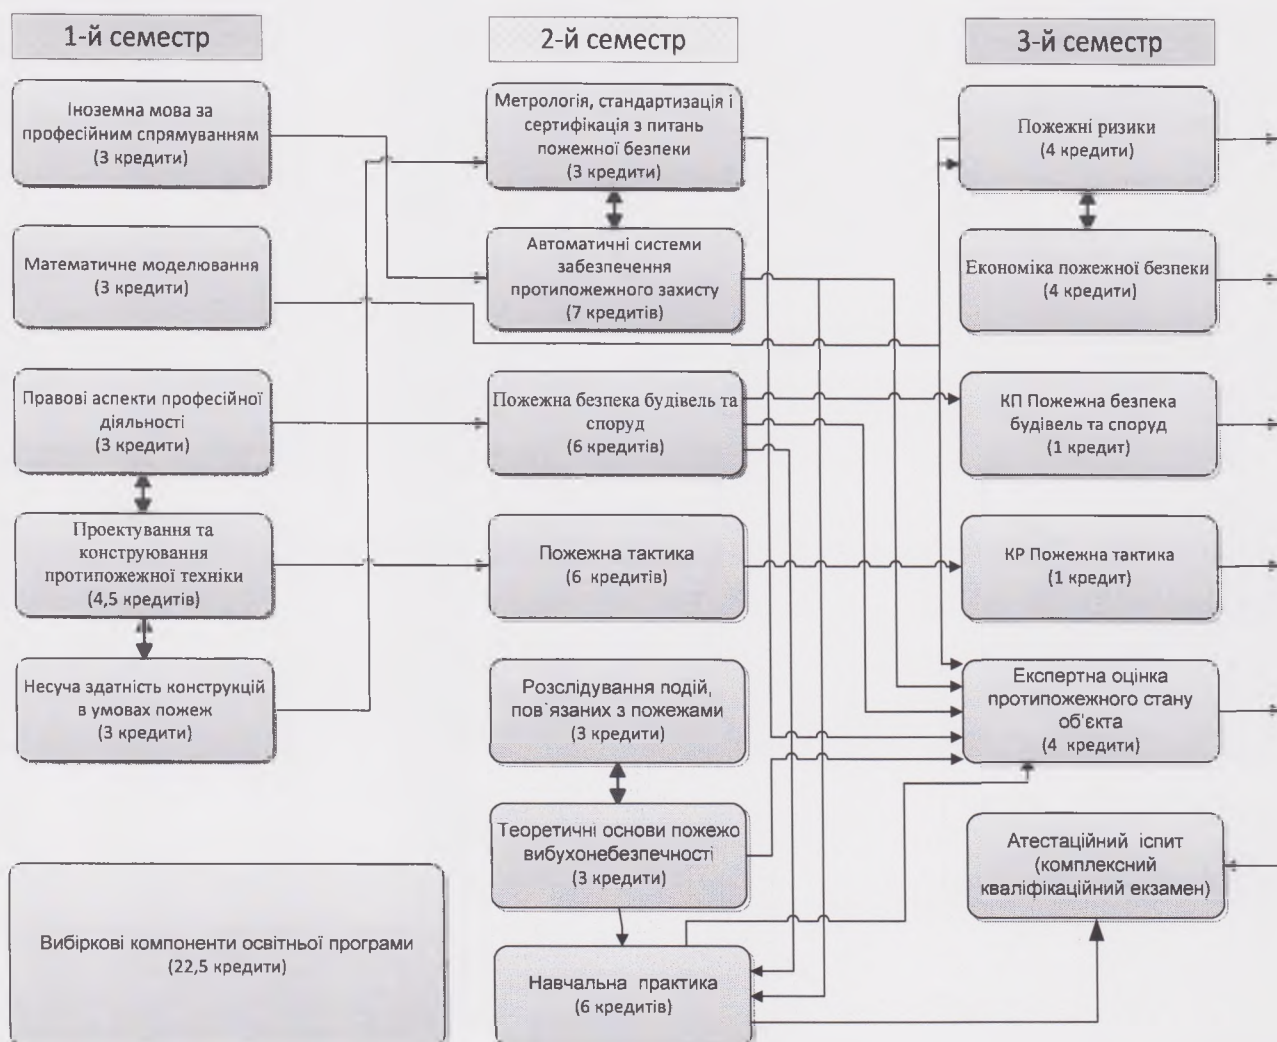 1-й семестр
Іноземна мова за
професійним спрямуванням
(3 кредити)
Математичне моделювання
(3 кредити)
Правові аспекти професійної
діяльності
(3 кредити)
Проектування та
конструювання
протипожежної техніки
(4,5 кредитів)
Несуча здатність конструкцій
в умовах пожеж
(3 кредити)
Вибіркові компоненти освітньої програми
(22,5 кредити)
2-й семестр
Метрологія, стандартизація і
сертифікація з питань
пожежної безпеки
(3 кредити)
Автоматичні системи
забезпечення
протипожежного захисту
(7 кредитів)
Пожежна безпека будівель та
споруд
(6 кредитів)
Пожежна тактика
(6 кредитів)
Розслідування подій,
пов`язаних з пожежами
(3 кредити)
Теоретичні основи пожежо
вибухонебезпечності
(3 кредити)
Навчальна практика
(6 кредитів)
3-й семестр
Пожежні ризики
(4 кредити)
Економіка пожежної безпеки
(4 кредити)
КП Пожежна безпека
будівель та споруд
(1 кредит)
КР Пожежна тактика
(1 кредит)
Експертна оцінка
протипожежного стану
об'єкта
(4 кредити)
Атестаційний іспит
(комплексний
кваліфікаційний екзамен)